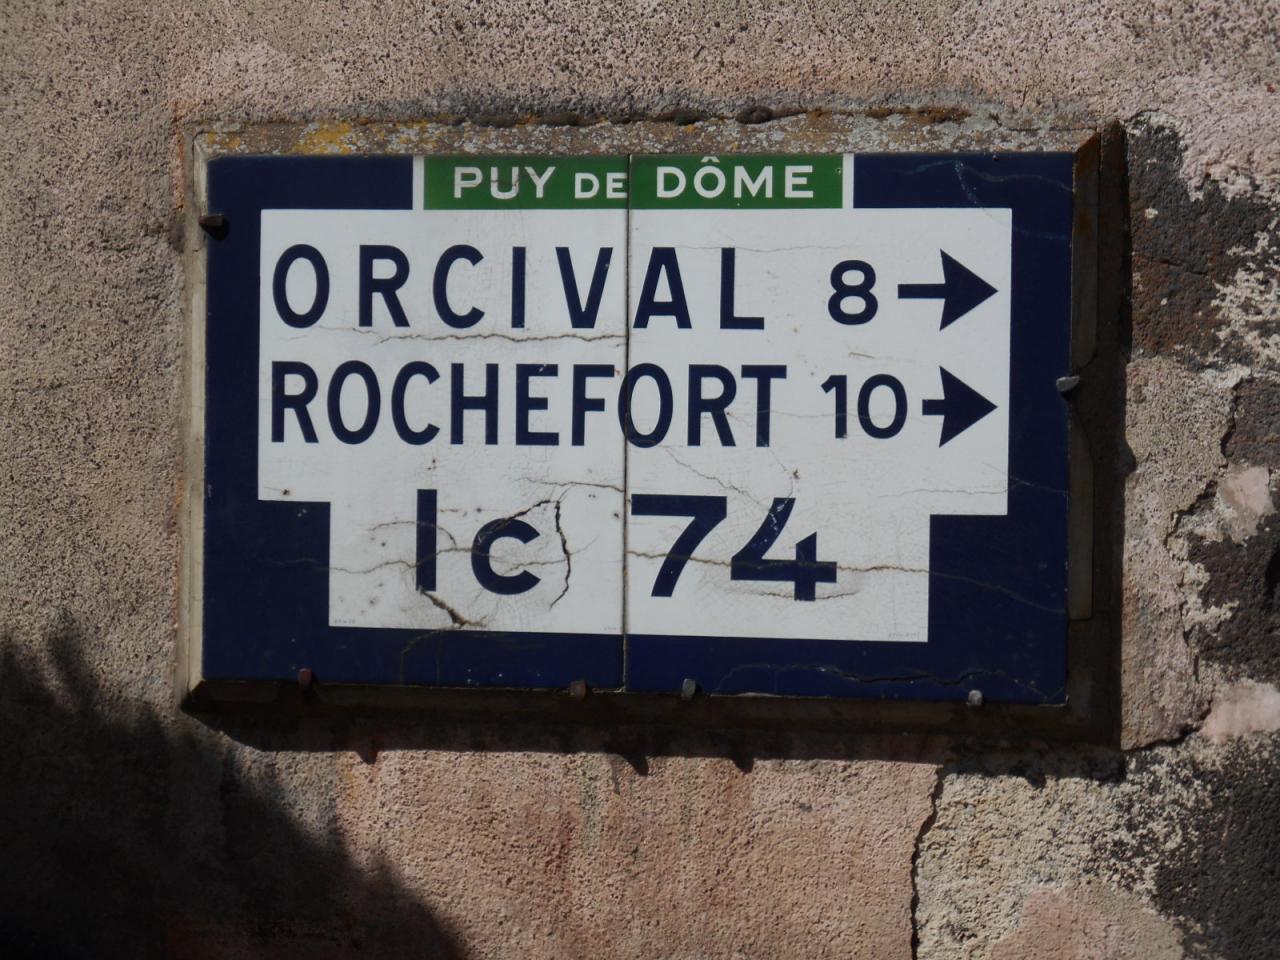 PUY DE DÔME
ORCIVAL 8 →
ROCHEFORT 10 →
Ic 74